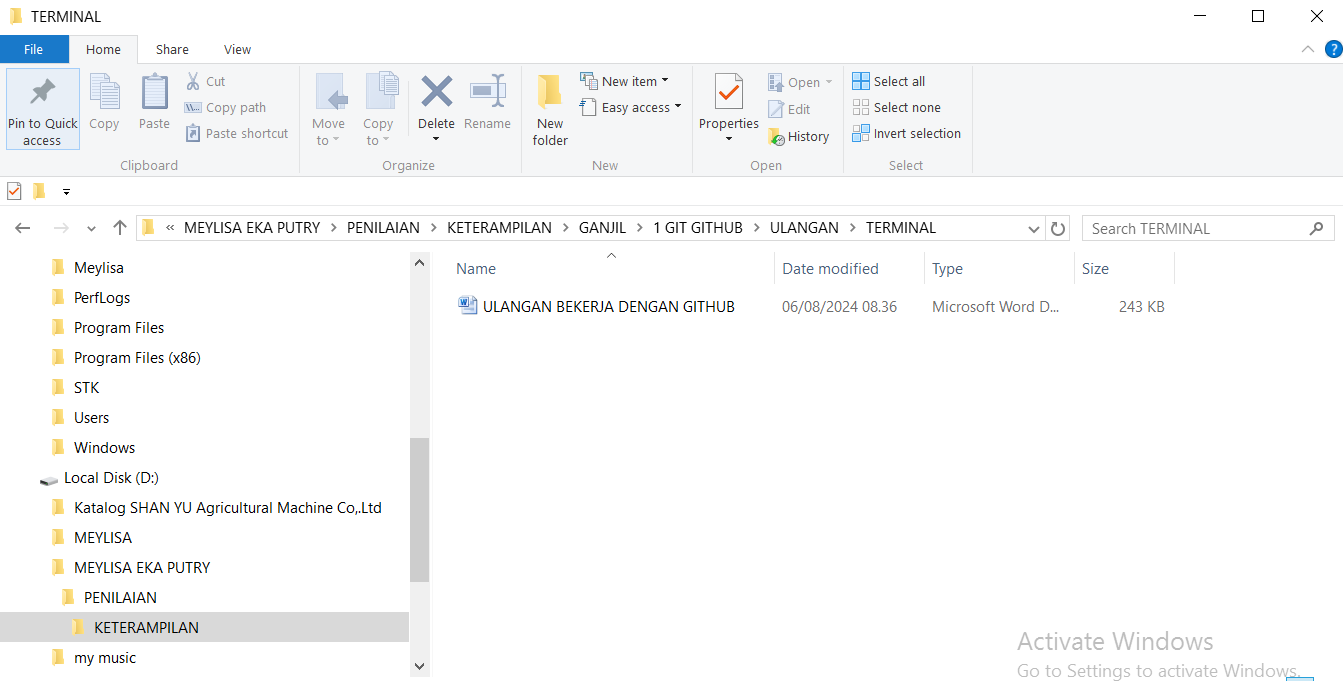 TERMINAL
File Home Share View
?
Pin to Quick access
Copy
Paste
Cut
Copy path
Paste shortcut
Clipboard
Move to
Copy to
Delete
Rename
Organize
New folder
New item
Easy access
New
Properties
Open
Edit
History
Open
Select all
Select none
Invert selection
Select
« MEYLISA EKA PUTRY > PENILAIAN > KETERAMPILAN > GANJIL > 1 GIT GITHUB > ULANGAN > TERMINAL
Search TERMINAL
Meylisa
PerfLogs
Program Files
Program Files (x86)
STK
Users
Windows
Local Disk (D:)
Katalog SHAN YU Agricultural Machine Co,.Ltd
MEYLISA
MEYLISA EKA PUTRY
PENILAIAN
KETERAMPILAN
my music
Name Date modified Type Size
ULANGAN BEKERJA DENGAN GITHUB 06/08/2024 08.36 Microsoft Word D... 243 KB
Activate Windows
Go to Settings to activate Windows.